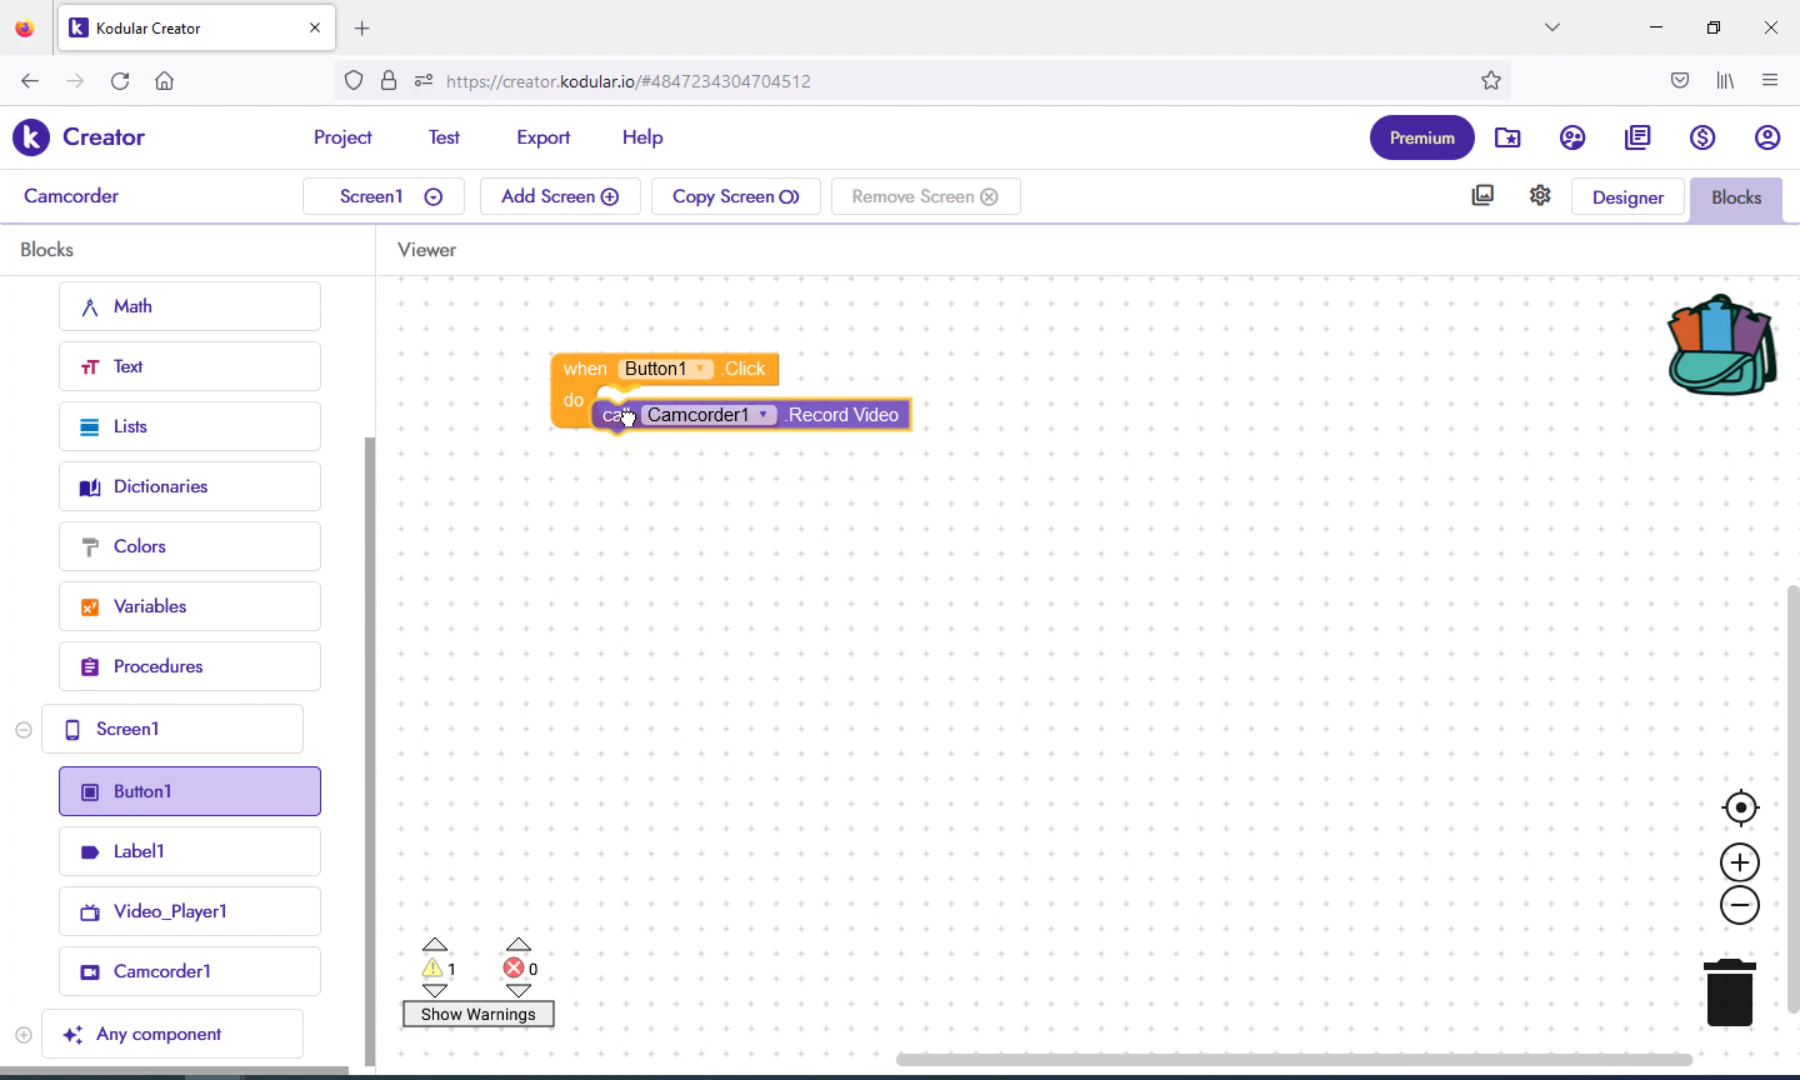 Kodular Creator
https://creator.kodular.io/#4847234304704512
Creator
Project
Test
Export
Help
Premium
Camcorder
Screen1
Add Screen
Copy Screen
Remove Screen
Designer
Blocks
Blocks
Viewer
Math
Text
Lists
Dictionaries
Colors
Variables
Procedures
Screen1
Button1
Label1
Video_Player1
Camcorder1
Any component
when Button1 .Click
do
call Camcorder1 .Record Video
1
0
Show Warnings